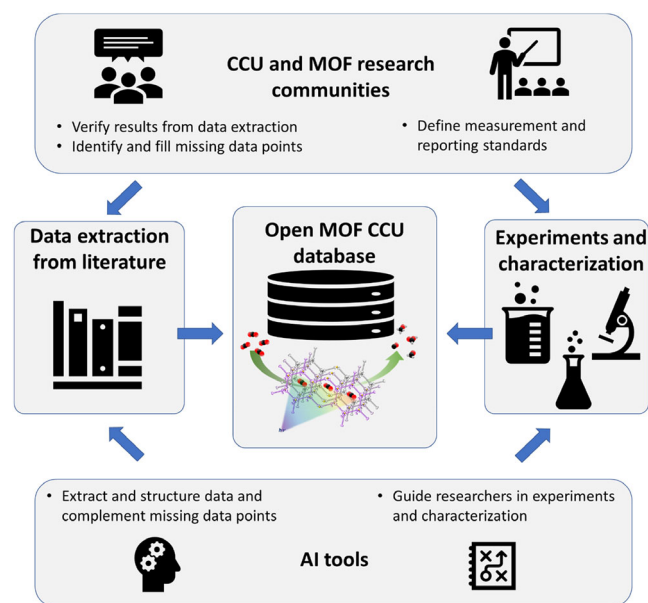 CCU and MOF research
communities
• Verify results from data extraction
• Identify and fill missing data points
• Define measurement and
reporting standards
Data extraction
from literature
Open MOF CCU
database
Experiments and
characterization
• Extract and structure data and
complement missing data points
• Guide researchers in experiments
and characterization
AI tools